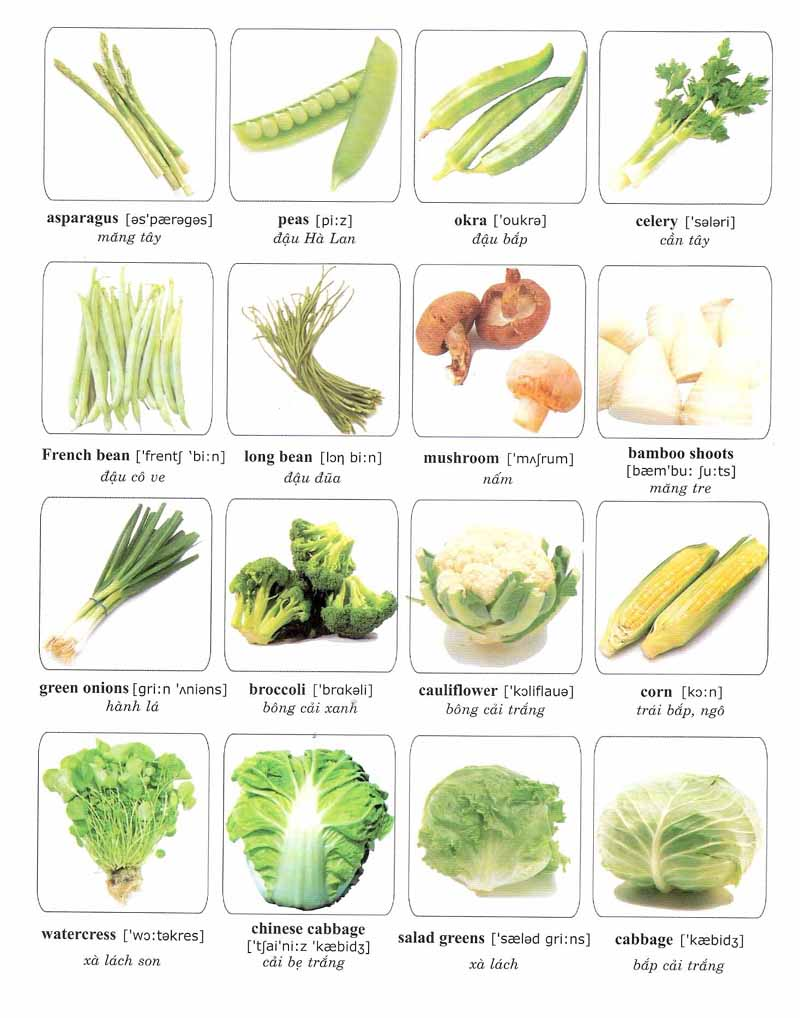 asparagus [əs'pærəgəs]
măng tây
peas [pi:z]
đậu Hà Lan
okra ['oukrə]
đậu bắp
celery ['sələri]
cần tây
French bean ['frentʃ 'bi:n]
đậu cô ve
long bean [lɔŋ bi:n]
đậu đũa
mushroom ['mʌʃrum]
nấm
bamboo shoots
[bæm'bu: ʃu:ts]
măng tre
green onions [gri:n 'ʌniəns]
hành lá
broccoli ['brɑkəli]
bông cải xanh
cauliflower ['kɔliflauə]
bông cải trắng
corn [kɔ:n]
trái bắp, ngô
watercress ['wɔ:təkres]
xà lách son
chinese cabbage
['tʃai'ni:z 'kæbidʒ]
cải bẹ trắng
salad greens ['sæləd gri:ns]
xà lách
cabbage ['kæbidʒ]
bắp cải trắng